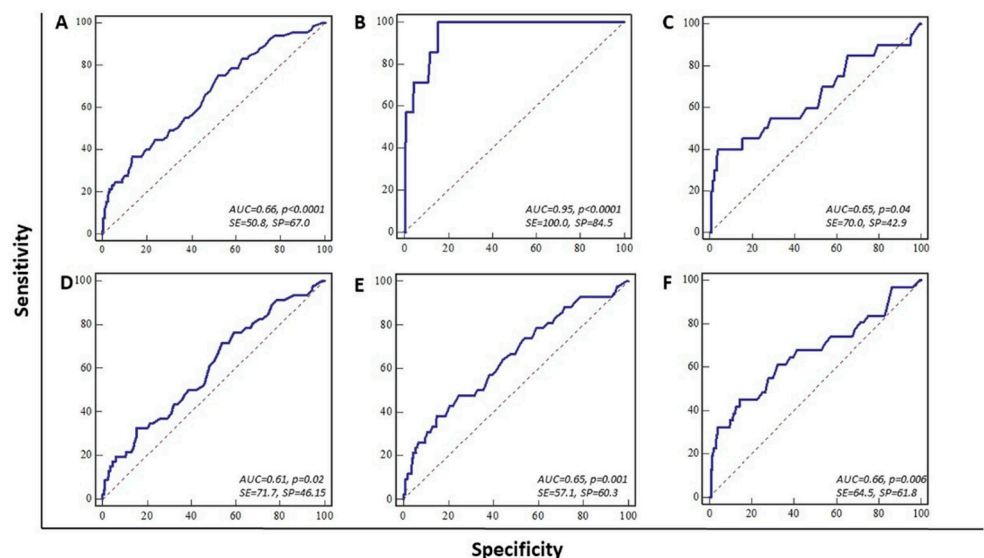 A
100
80
60
40
20
0
0 20 40 60 80 100
AUC=0.66, p<0.0001
SE=50.8, SP=67.0
B
100
80
60
40
20
0
0 20 40 60 80 100
AUC=0.95, p<0.0001
SE=100.0, SP=84.5
C
100
80
60
40
20
0
0 20 40 60 80 100
AUC=0.65, p=0.04
SE=70.0, SP=42.9
Sensitivity
D
100
80
60
40
20
0
0 20 40 60 80 100
AUC=0.61, p=0.02
SE=71.7, SP=46.15
E
100
80
60
40
20
0
0 20 40 60 80 100
AUC=0.65, p=0.001
SE=57.1, SP=60.3
F
100
80
60
40
20
0
0 20 40 60 80 100
AUC=0.66, p=0.006
SE=64.5, SP=61.8
Specificity